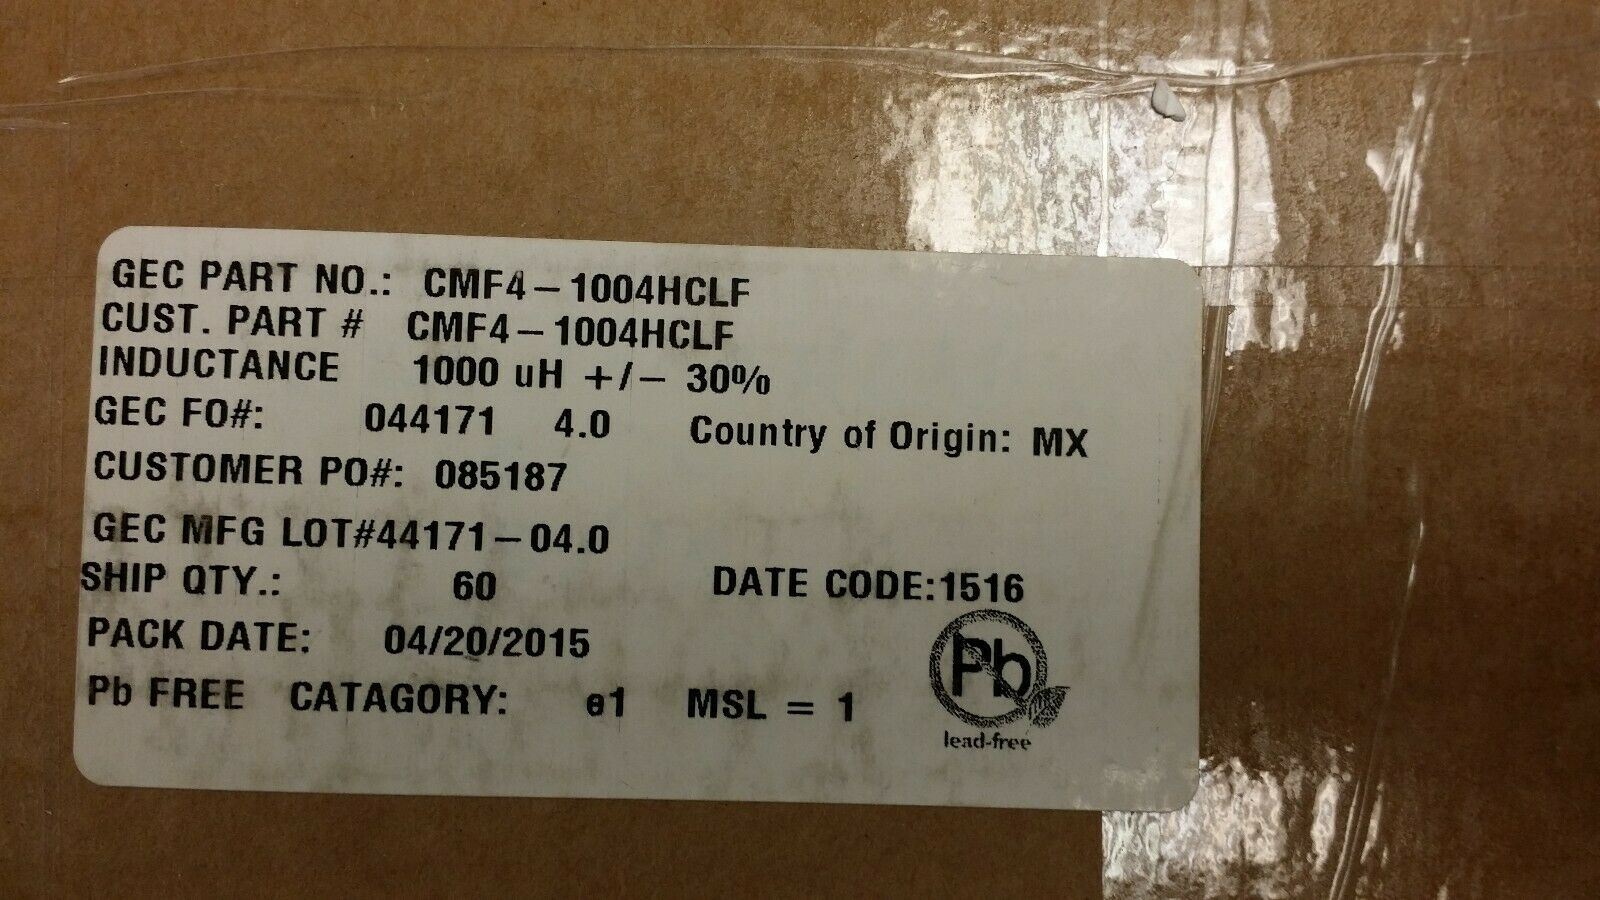 GEC PART NO.: CMF4-1004HCLF
CUST. PART # CMF4-1004HCLF
INDUCTANCE 1000 uH +/- 30%
GEC FO#: 044171 4.0 Country of Origin: MX
CUSTOMER PO#: 085187
GEC MFG LOT#44171-04.0
SHIP QTY.: 60 DATE CODE:1516
PACK DATE: 04/20/2015
Pb FREE CATAGORY: e1 MSL = 1
Pb
lead-free